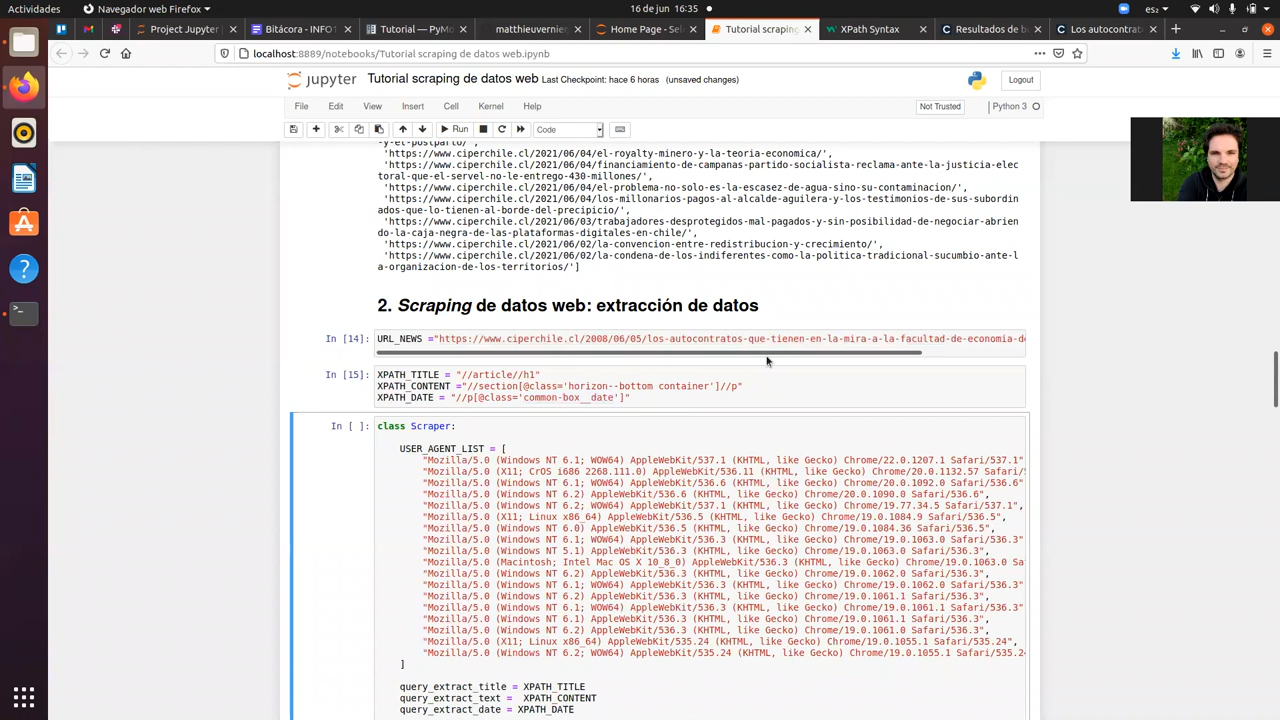 Actividades
Navegador web Firefox
16 de jun 16:35
es₂
Project Jupyter
Bitácora - INFO1
Tutorial — PyMo
matthieuvernieg
Home Page - Selec
Tutorial scraping
XPath Syntax
Resultados de b
Los autocontrat
localhost:8889/notebooks/Tutorial scraping de datos web.ipynb
jupyter
Tutorial scraping de datos web Last Checkpoint: hace 6 horas (unsaved changes)
Logout
File Edit View Insert Cell Kernel Help
Not Trusted
Python 3
Run
Code
-y-el-postparto/',
'https://www.ciperchile.cl/2021/06/04/el-royalty-minero-y-la-teoria-economica/',
'https://www.ciperchile.cl/2021/06/04/financiamiento-de-campanas-partido-socialista-reclama-ante-la-justicia-elec
toral-que-el-servel-no-le-entrego-430-millones/',
'https://www.ciperchile.cl/2021/06/04/el-problema-no-solo-es-la-escasez-de-agua-sino-su-contaminacion/',
'https://www.ciperchile.cl/2021/06/04/los-millonarios-pagos-al-alcalde-aguilera-y-los-testimonios-de-sus-subordin
ados-que-lo-tienen-al-borde-del-precipicio/',
'https://www.ciperchile.cl/2021/06/03/trabajadores-desprotegidos-mal-pagados-y-sin-posibilidad-de-negociar-abrien
do-la-caja-negra-de-las-plataformas-digitales-en-chile/',
'https://www.ciperchile.cl/2021/06/02/la-convencion-entre-redistribucion-y-crecimiento/',
'https://www.ciperchile.cl/2021/06/02/la-condena-de-los-indiferentes-como-la-politica-tradicional-sucumbio-ante-l
a-organizacion-de-los-territorios/']
2. Scraping de datos web: extracción de datos
In [14]:
URL_NEWS ="https://www.ciperchile.cl/2008/06/05/los-autocontratos-que-tienen-en-la-mira-a-la-facultad-de-economia-d
In [15]:
XPATH_TITLE = "//article//h1"
XPATH_CONTENT ="//section[@class='horizon--bottom container']//p"
XPATH_DATE = "//p[@class='common-box__date']"
In [ ]:
class Scraper:
USER_AGENT_LIST = [
"Mozilla/5.0 (Windows NT 6.1; WOW64) AppleWebKit/537.1 (KHTML, like Gecko) Chrome/22.0.1207.1 Safari/537.1"
"Mozilla/5.0 (X11; CrOS i686 2268.111.0) AppleWebKit/536.11 (KHTML, like Gecko) Chrome/20.0.1132.57 Safari/
"Mozilla/5.0 (Windows NT 6.1; WOW64) AppleWebKit/536.6 (KHTML, like Gecko) Chrome/20.0.1092.0 Safari/536.6"
"Mozilla/5.0 (Windows NT 6.2) AppleWebKit/536.6 (KHTML, like Gecko) Chrome/20.0.1090.0 Safari/536.6",
"Mozilla/5.0 (Windows NT 6.2; WOW64) AppleWebKit/537.1 (KHTML, like Gecko) Chrome/19.77.34.5 Safari/537.1",
"Mozilla/5.0 (X11; Linux x86_64) AppleWebKit/536.5 (KHTML, like Gecko) Chrome/19.0.1084.9 Safari/536.5",
"Mozilla/5.0 (Windows NT 6.0) AppleWebKit/536.5 (KHTML, like Gecko) Chrome/19.0.1084.36 Safari/536.5",
"Mozilla/5.0 (Windows NT 6.1; WOW64) AppleWebKit/536.3 (KHTML, like Gecko) Chrome/19.0.1063.0 Safari/536.3"
"Mozilla/5.0 (Windows NT 5.1) AppleWebKit/536.3 (KHTML, like Gecko) Chrome/19.0.1063.0 Safari/536.3",
"Mozilla/5.0 (Macintosh; Intel Mac OS X 10_8_0) AppleWebKit/536.3 (KHTML, like Gecko) Chrome/19.0.1063.0 Sa
"Mozilla/5.0 (Windows NT 6.2) AppleWebKit/536.3 (KHTML, like Gecko) Chrome/19.0.1062.0 Safari/536.3",
"Mozilla/5.0 (Windows NT 6.1; WOW64) AppleWebKit/536.3 (KHTML, like Gecko) Chrome/19.0.1062.0 Safari/536.3"
"Mozilla/5.0 (Windows NT 6.2) AppleWebKit/536.3 (KHTML, like Gecko) Chrome/19.0.1061.1 Safari/536.3",
"Mozilla/5.0 (Windows NT 6.1; WOW64) AppleWebKit/536.3 (KHTML, like Gecko) Chrome/19.0.1061.1 Safari/536.3"
"Mozilla/5.0 (Windows NT 6.1) AppleWebKit/536.3 (KHTML, like Gecko) Chrome/19.0.1061.1 Safari/536.3",
"Mozilla/5.0 (Windows NT 6.2) AppleWebKit/536.3 (KHTML, like Gecko) Chrome/19.0.1061.0 Safari/536.3",
"Mozilla/5.0 (X11; Linux x86_64) AppleWebKit/535.24 (KHTML, like Gecko) Chrome/19.0.1055.1 Safari/535.24",
"Mozilla/5.0 (Windows NT 6.2; WOW64) AppleWebKit/535.24 (KHTML, like Gecko) Chrome/19.0.1055.1 Safari/535.24
]
query_extract_title = XPATH_TITLE
query_extract_text = XPATH_CONTENT
query_extract_date = XPATH_DATE